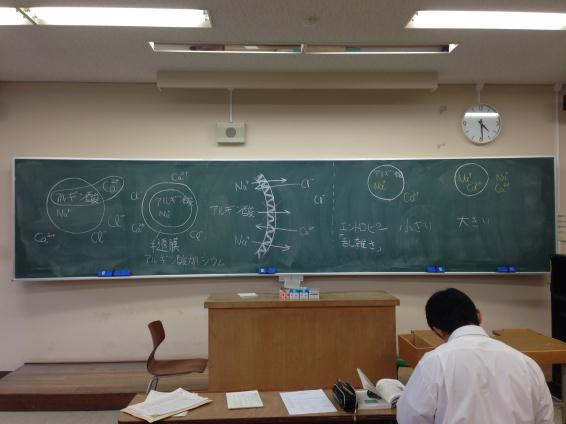 アルギン酸
Ca²⁺
Na⁺
Cl⁻
Ca²⁺
Cl⁻
Ca²⁺
Cl⁻
アルギン酸
Na⁺
Ca²⁺
Cl⁻
半透膜
アルギン酸カルシウム
Na⁺
Cl⁻
Cl⁻
アルギン酸
Ca²⁺
Na⁺
アルギン酸
Na⁺
Ca²⁺
エントロピー
「乱雑さ」
小さい
Na⁺
Ca²⁺
Na⁺
Ca²⁺
大きい